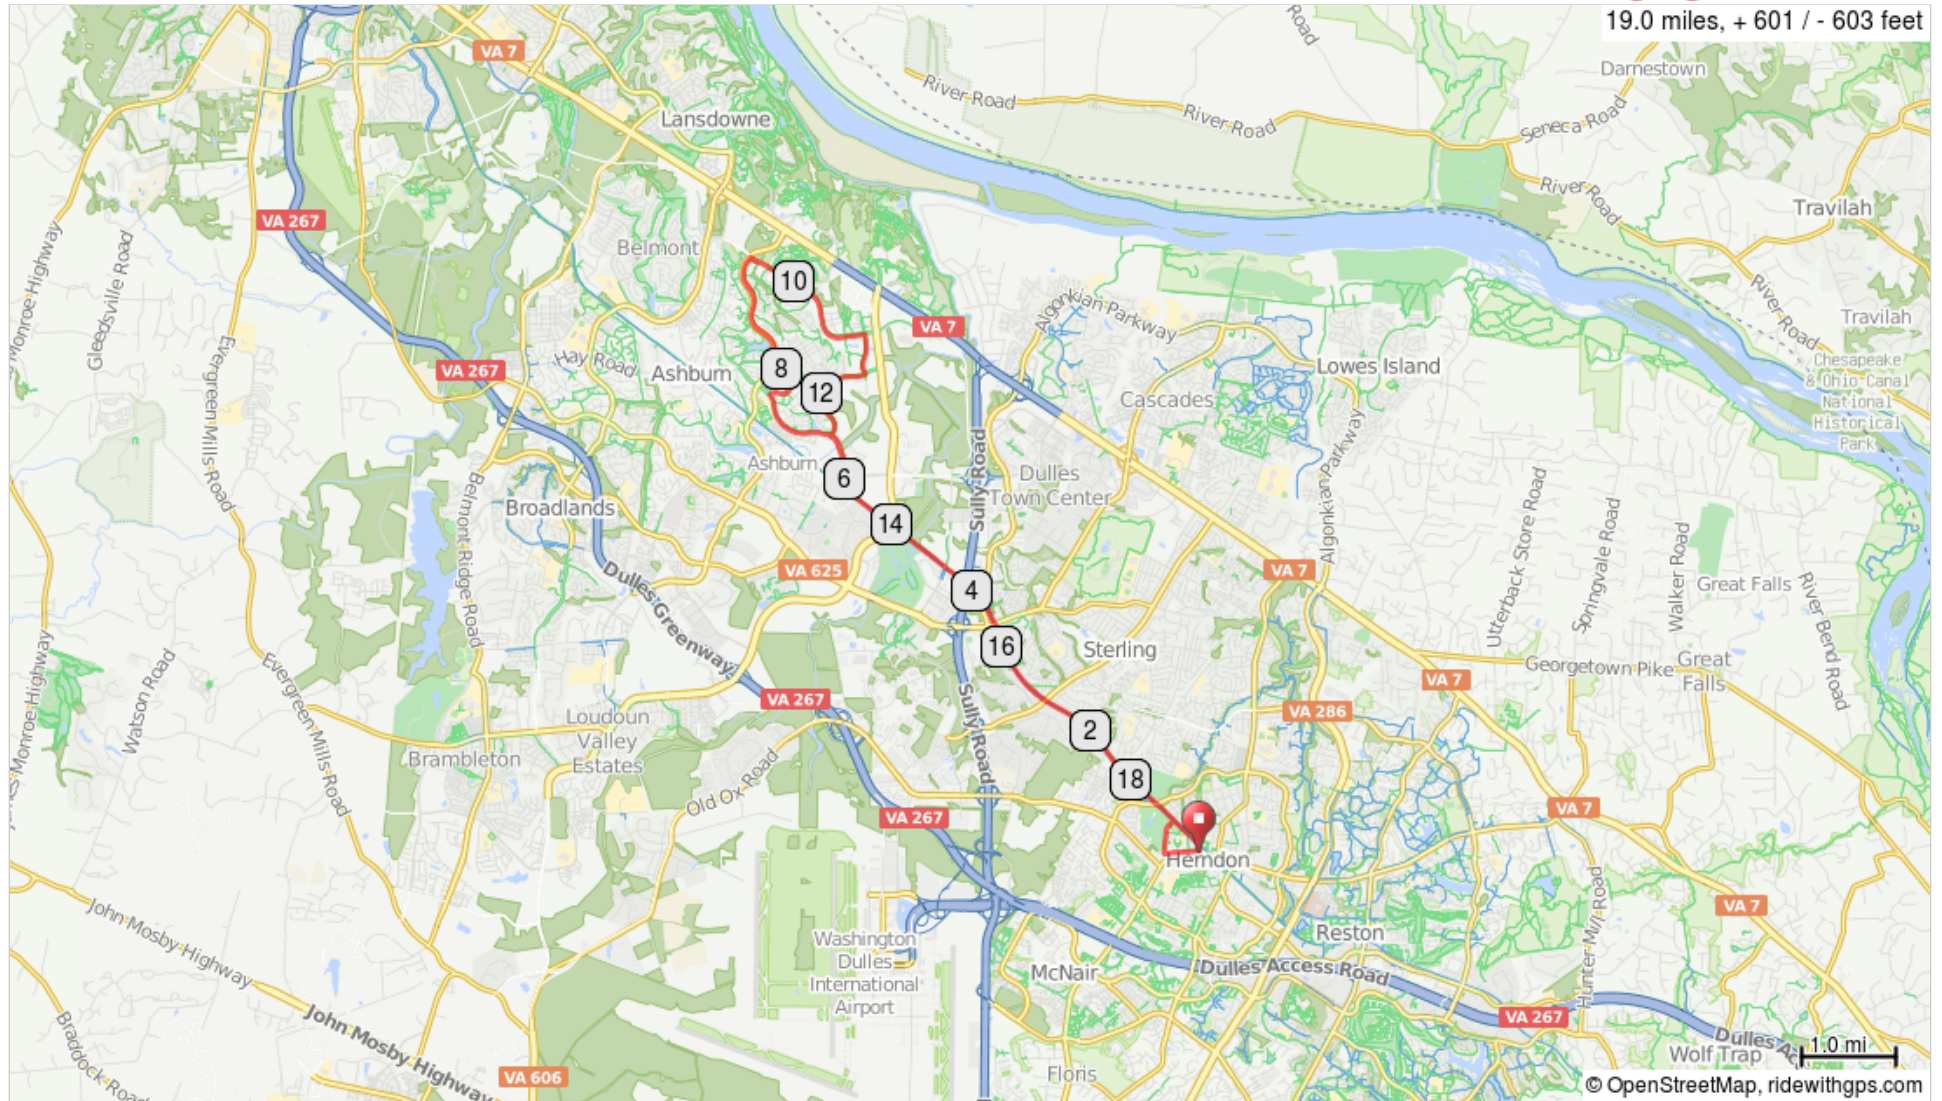 19.0 miles, + 601 / - 603 feet
Road
VA 7
Darnestown
River Road
River Road
Seneca Road
Lansdowne
River Road
VA 267
Travilah
Monroe Highway
Gleedsville Road
Belmont
10
River Road
Algonkian Parkway
VA 7
Travilah
Evergreen Mills Road
Hay Road
VA 267
Ashburn
8
12
Lowes Island
Cascades
Chesapeake
& Ohio Canal
National
Historical
Park
Sully Road
Algonkian Parkway
Ashburn
6
Dulles
Town Center
Belmont Ridge Road
Broadlands
14
Utterback Store Road
Springvale Road
Walker Road
VA 625
VA 7
4
Great Falls
River Bend Road
Dulles Greenway
16
Sterling
Georgetown Pike
Great
Falls
Monroe Highway
Watson Road
Evergreen Mills Road
VA 267
VA 7
Sully Road
Loudoun
Valley
Estates
VA 286
2
Brambleton
Old Ox Road
18
VA 267
VA 7
Herndon
John Mosby Highway
Hunter Mill Road
VA 7
Washington
Dulles
International
Airport
Reston
McNair
Dulles Access Road
John Mosby Highway
VA 267
Braddock Road
Dulles Ac
1.0 mi
Wolf Trap
VA 606
Floris
© OpenStreetMap, ridewithgps.com